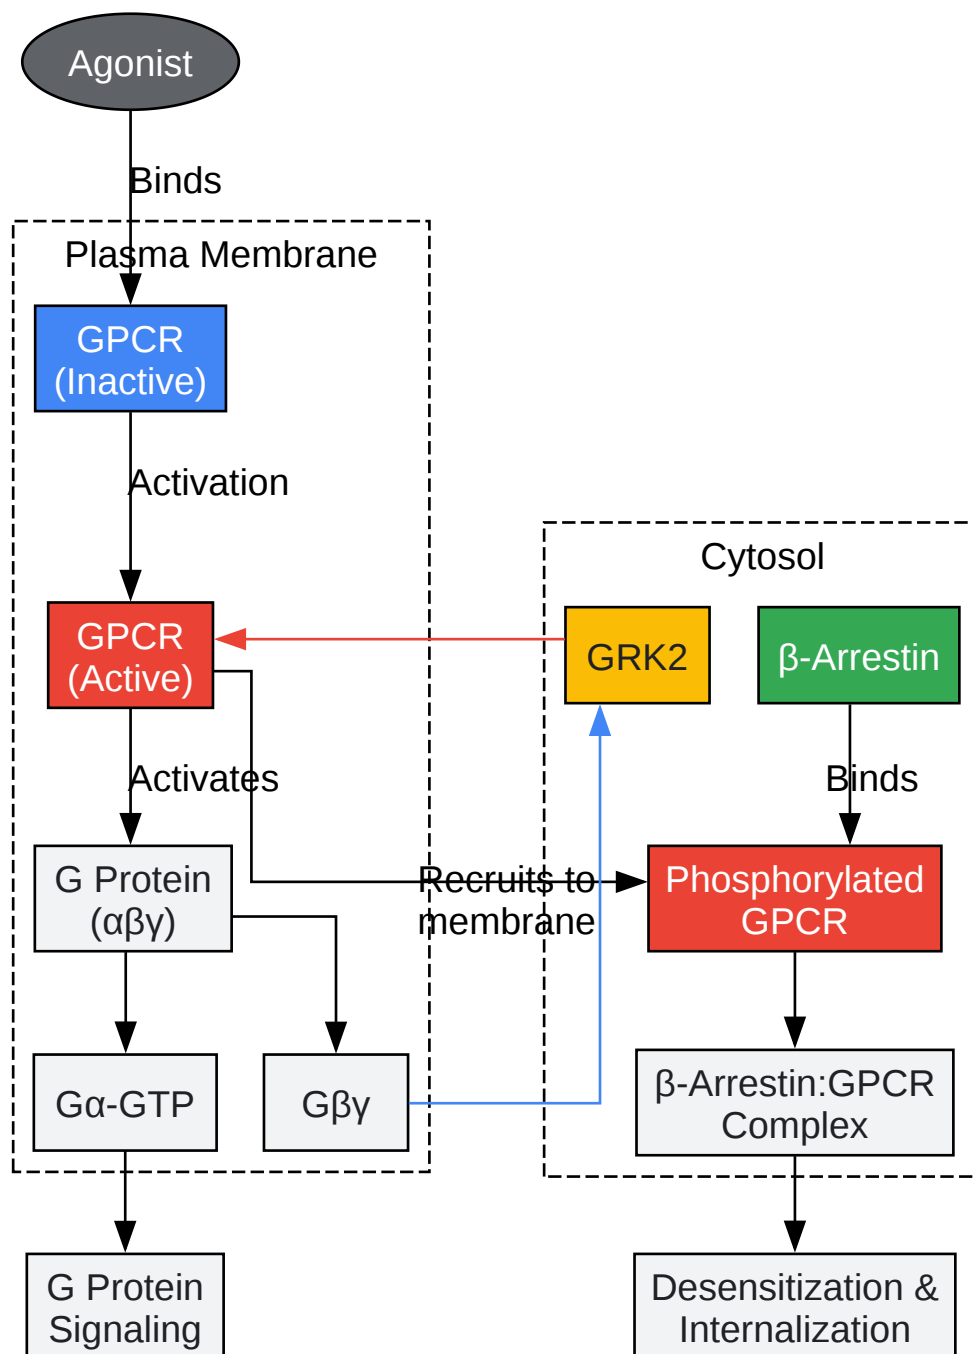 Agonist
Binds
Plasma Membrane
GPCR
(Inactive)
Activation
Cytosol
GPCR
(Active)
GRK2
β-Arrestin
Activates
Binds
G Protein
(αβγ)
Recruits to
membrane
Phosphorylated
GPCR
Gα-GTP
Gβγ
β-Arrestin:GPCR
Complex
G Protein
Signaling
Desensitization &
Internalization